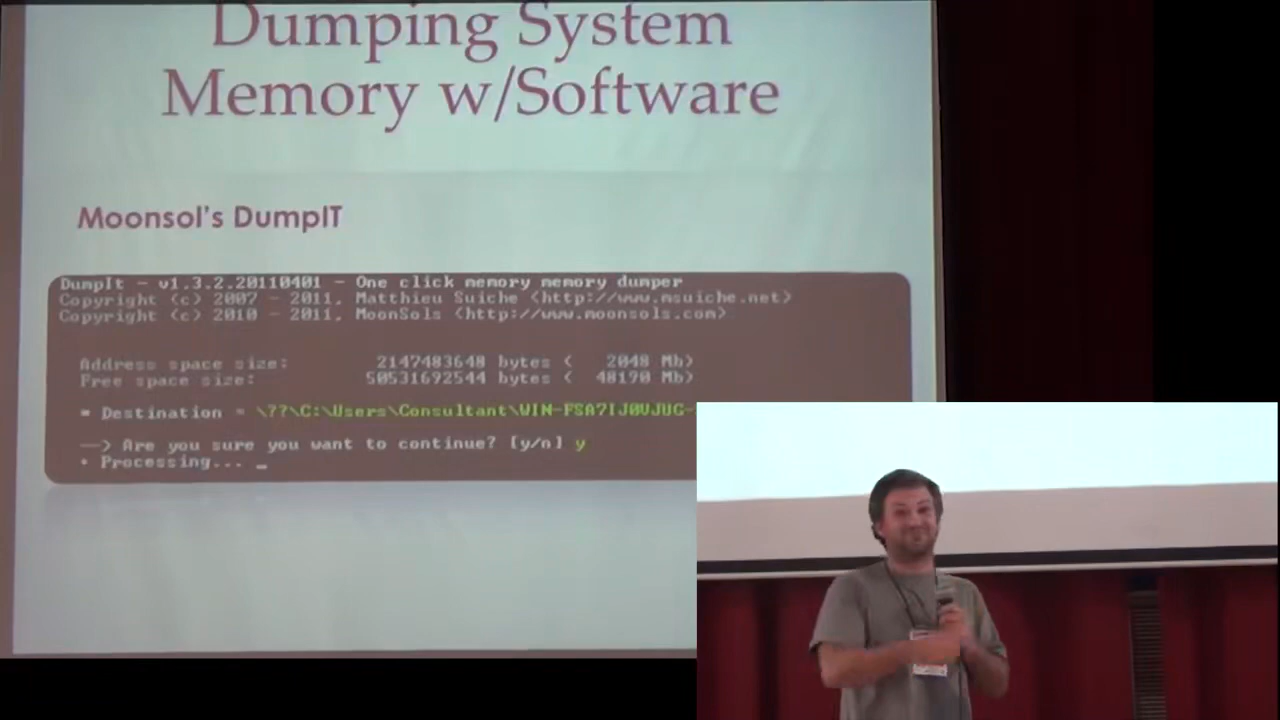 Dumping System
Memory w/Software
Moonsol's DumpIT
DumpIt - v1.3.2.20110401 - One click memory memory dumper
Copyright (c) 2007 - 2011, Matthieu Suiche <http://www.msuiche.net>
Copyright (c) 2010 - 2011, MoonSols <http://www.moonsols.com>
Address space size: 2147483648 bytes ( 2048 Mb)
Free space size: 50531692544 bytes ( 48190 Mb)
* Destination = \??\C:\Users\Consultant\WIN-FSA7IJ0VJUG-
--> Are you sure you want to continue? [y/n] y
+ Processing... _